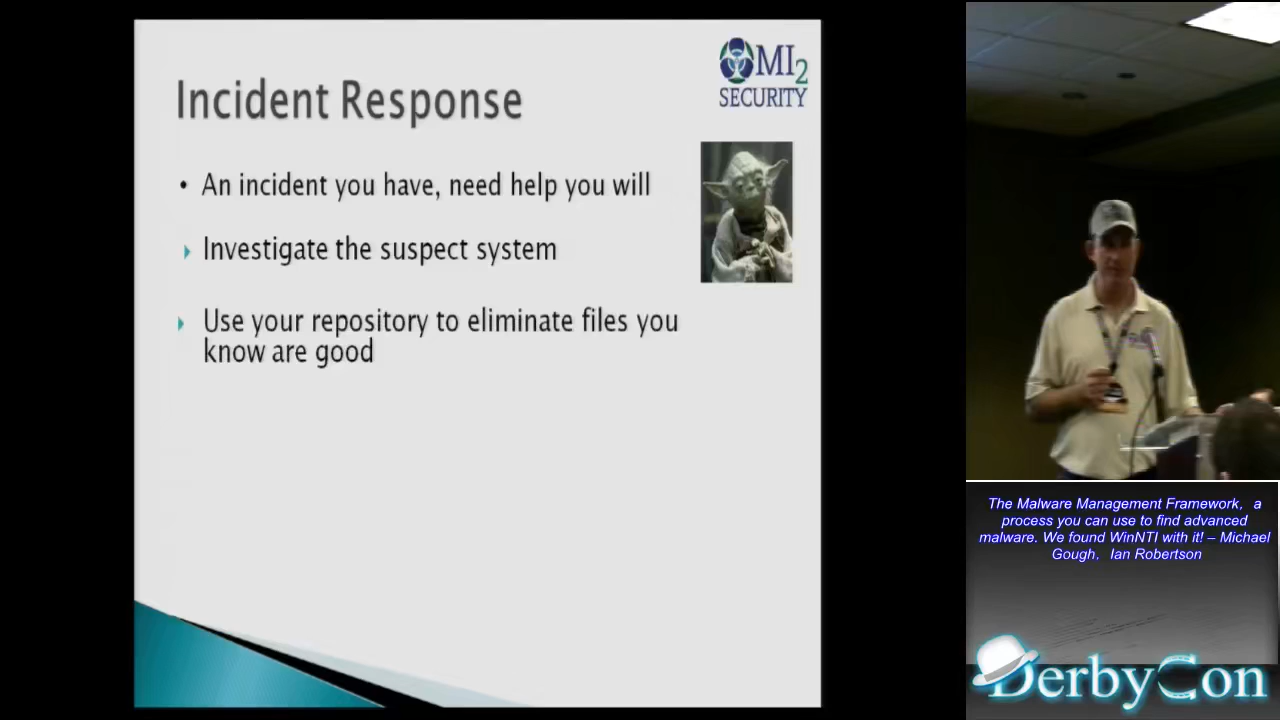 Incident Response
MI2
SECURITY
• An incident you have, need help you will
Investigate the suspect system
Use your repository to eliminate files you
know are good
The Malware Management Framework, a
process you can use to find advanced
malware. We found WinNTI with it! – Michael
Gough, Ian Robertson
DerbyCon